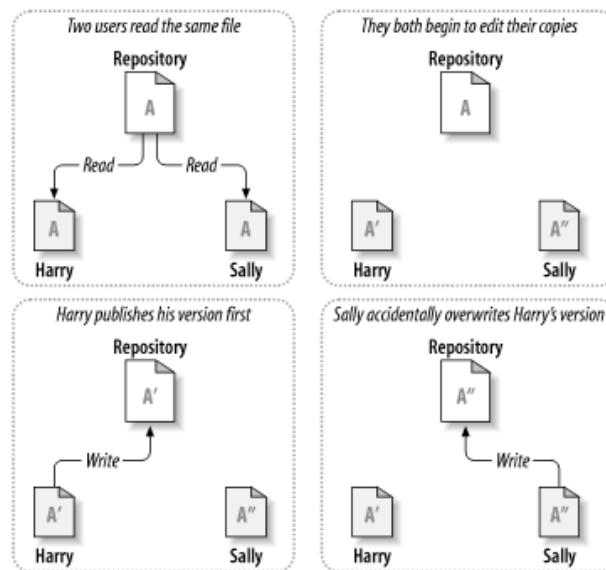 Two users read the same file
Repository
A
Read Read
A A
Harry Sally
They both begin to edit their copies
Repository
A
A' A"
Harry Sally
Harry publishes his version first
Repository
A'
Write
A' A"
Harry Sally
Sally accidentally overwrites Harry's version
Repository
A"
Write
A' A"
Harry Sally